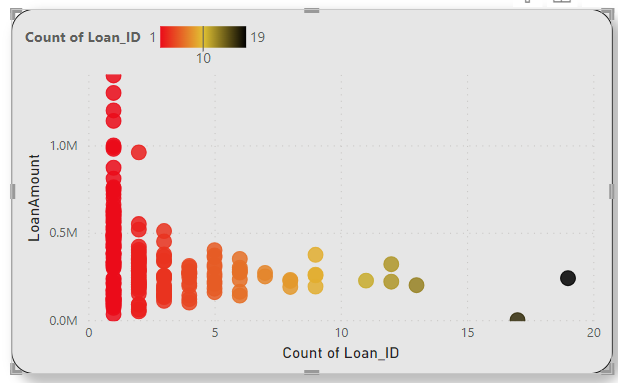 Count of Loan_ID 1 19
10
1.0M
0.5M
0.0M
LoanAmount
0 5 10 15 20
Count of Loan_ID